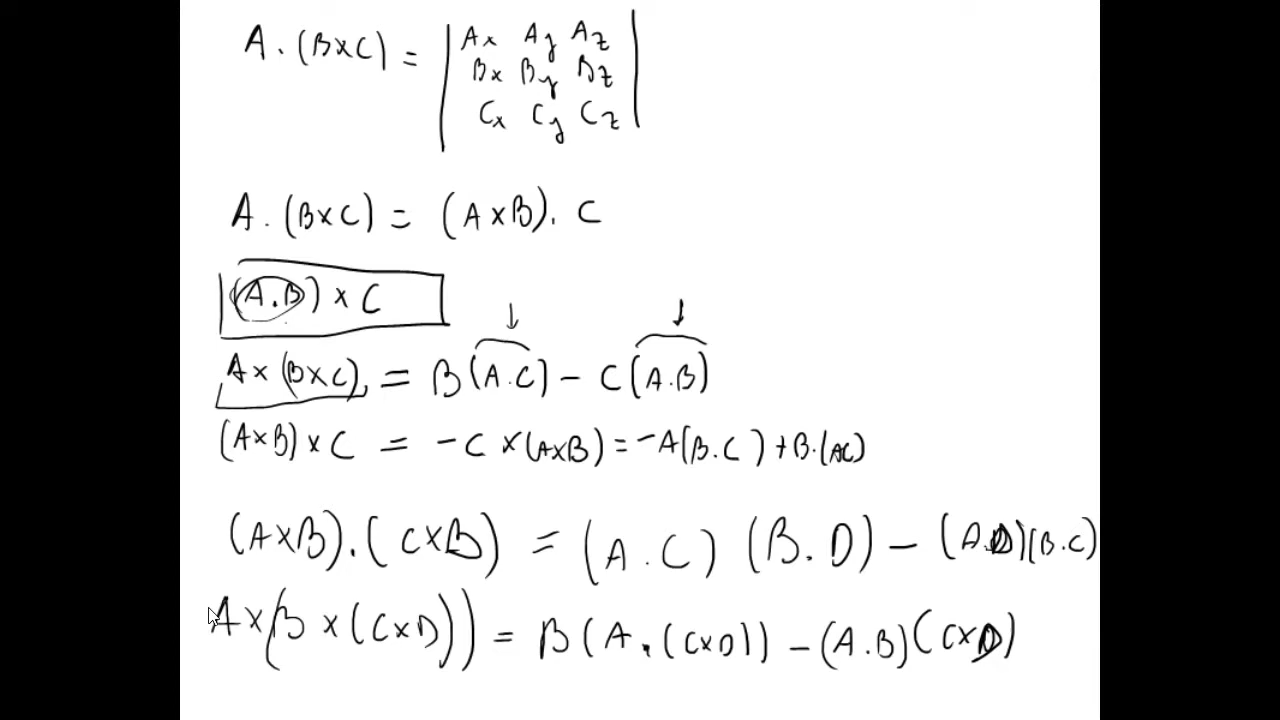 A . (B×C) = | Ax Ay Az |
| Bx By Bz |
| Cx Cy Cz |
A . (B×C) = (A×B) . C
(A.B) × C
A × (B×C) = B (A.C) − C (A.B)
(A×B) × C = − C × (A×B) = −A (B.C) + B.(AC)
(A×B) . (C×B) = (A.C) (B.D) − (A.D) (B.C)
A × (B × (C×D)) = B (A . (C×D)) − (A.B) (C×D)